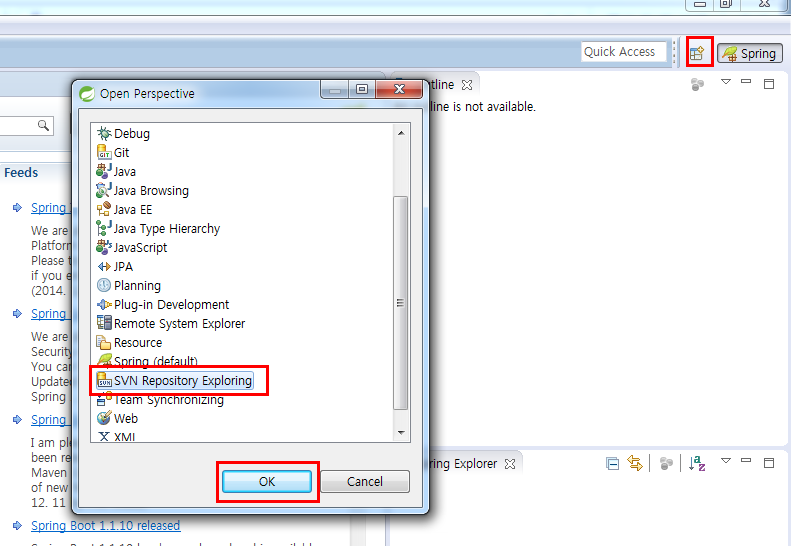 Quick Access
Spring
Open Perspective
tline
line is not available.
Debug
Git
Java
Java Browsing
Java EE
Java Type Hierarchy
JavaScript
JPA
Planning
Plug-in Development
Remote System Explorer
Resource
Spring (default)
SVN Repository Exploring
Team Synchronizing
Web
XML
OK
Cancel
Feeds
Spring
We are
Platform
Please t
if you e
(2014.
Spring
We are
Security
You can
Update
Spring
Spring
I am ple
been re
Maven
of new
12. 11
Spring Boot 1.1.10 released
ring Explorer